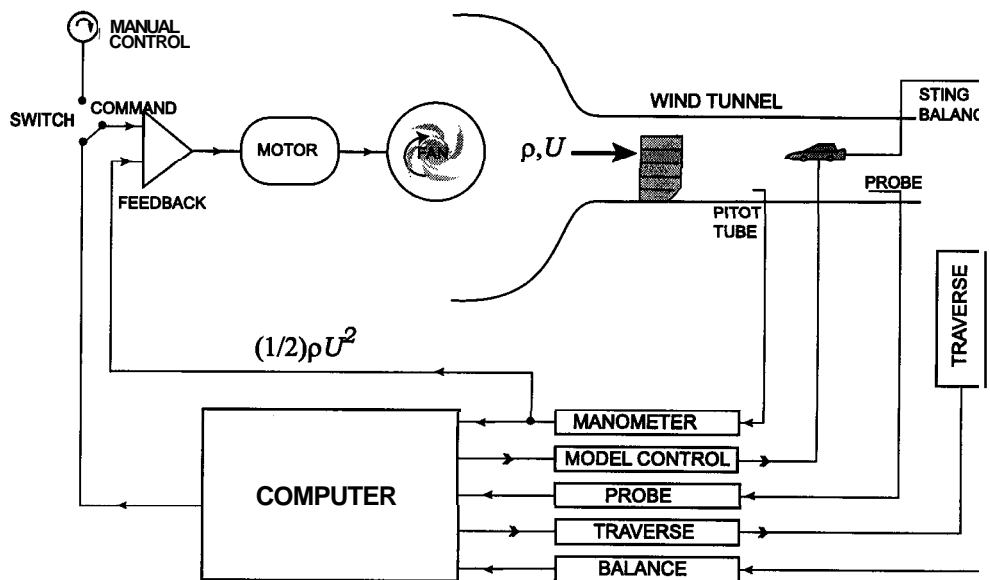 MANUAL
CONTROL
SWITCH
COMMAND
FEEDBACK
MOTOR
FAN
WIND TUNNEL
ρ, U
STING
BALANC
PROBE
PITOT
TUBE
TRAVERSE
(1/2)ρU²
COMPUTER
MANOMETER
MODEL CONTROL
PROBE
TRAVERSE
BALANCE